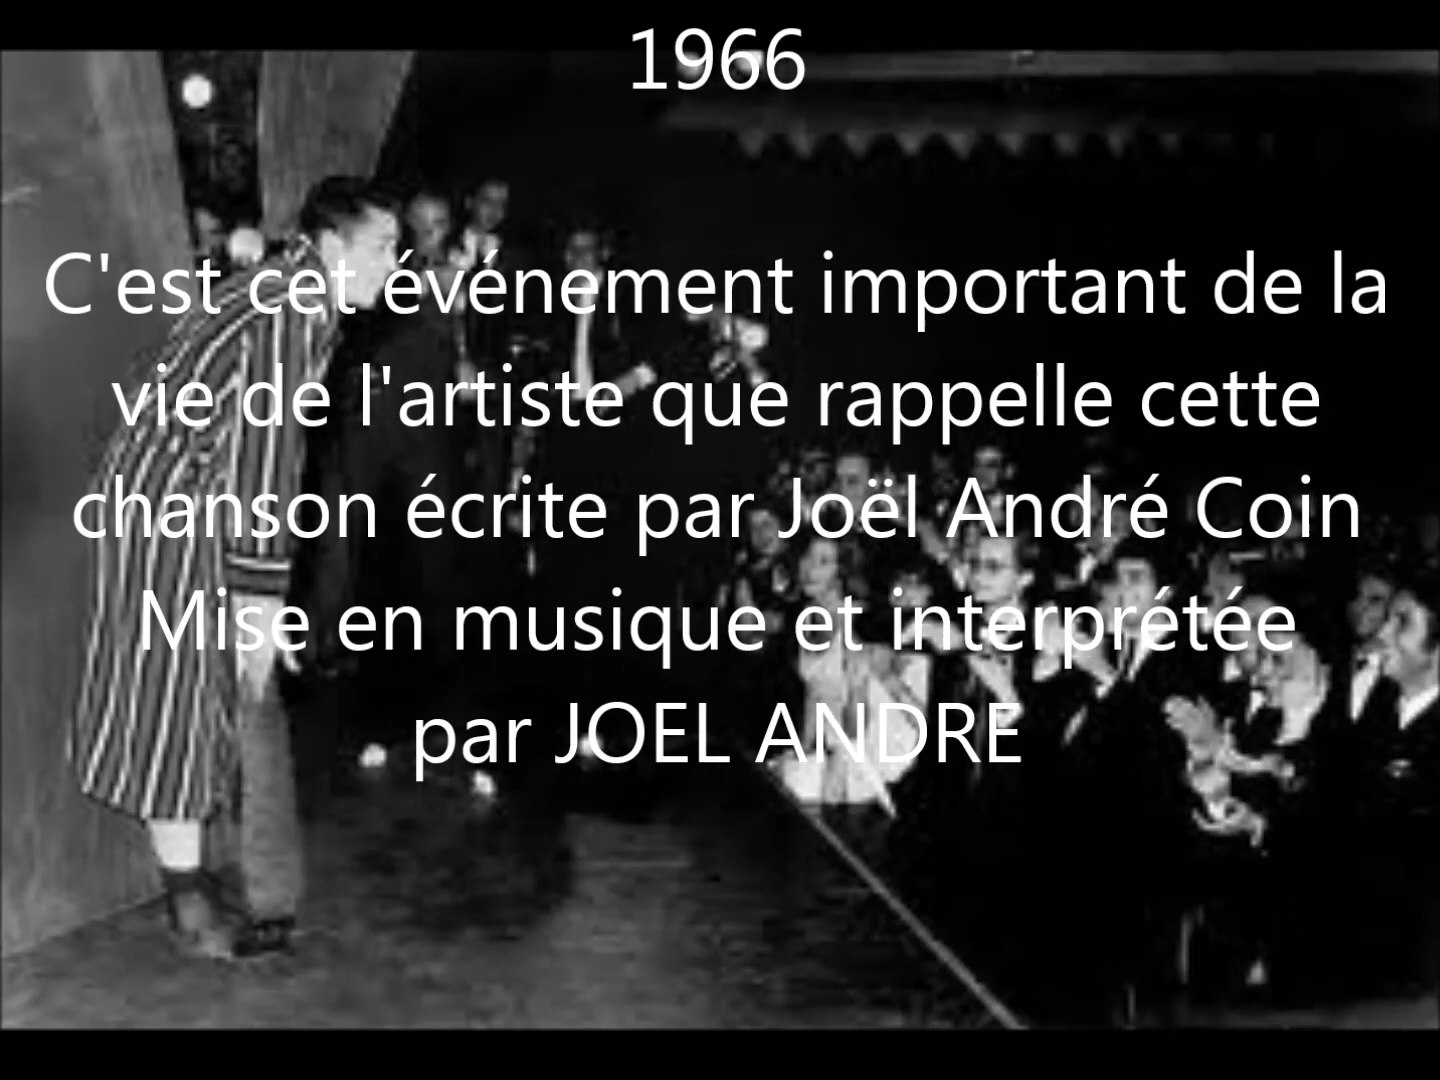 1966
C'est cet événement important de la
vie de l'artiste que rappelle cette
chanson écrite par Joël André Coin
Mise en musique et interprétée
par JOEL ANDRE